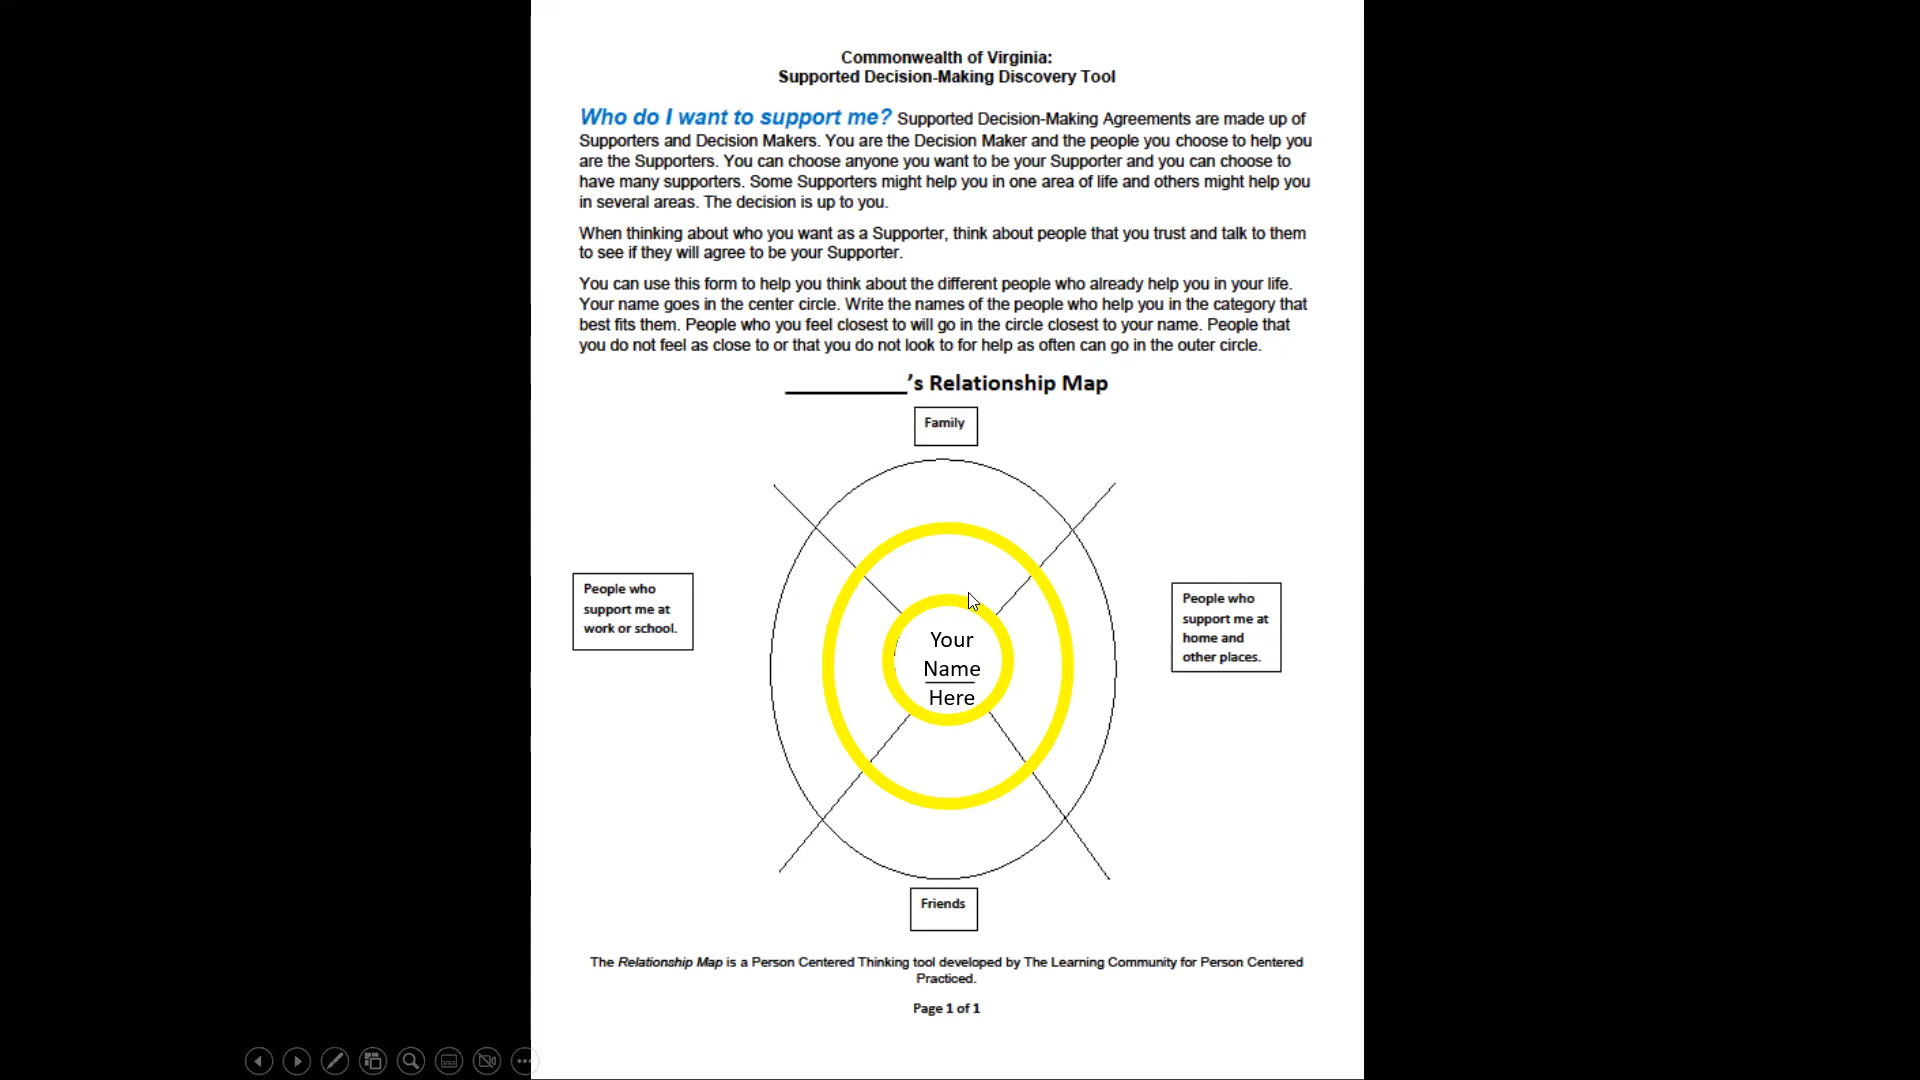 Commonwealth of Virginia:
Supported Decision-Making Discovery Tool
Who do I want to support me? Supported Decision-Making Agreements are made up of
Supporters and Decision Makers. You are the Decision Maker and the people you choose to help you
are the Supporters. You can choose anyone you want to be your Supporter and you can choose to
have many supporters. Some Supporters might help you in one area of life and others might help you
in several areas. The decision is up to you.
When thinking about who you want as a Supporter, think about people that you trust and talk to them
to see if they will agree to be your Supporter.
You can use this form to help you think about the different people who already help you in your life.
Your name goes in the center circle. Write the names of the people who help you in the category that
best fits them. People who you feel closest to will go in the circle closest to your name. People that
you do not feel as close to or that you do not look to for help as often can go in the outer circle.
__________'s Relationship Map
Family
People who
support me at
work or school.
Your
Name
Here
People who
support me at
home and
other places.
Friends
The Relationship Map is a Person Centered Thinking tool developed by The Learning Community for Person Centered
Practiced.
Page 1 of 1